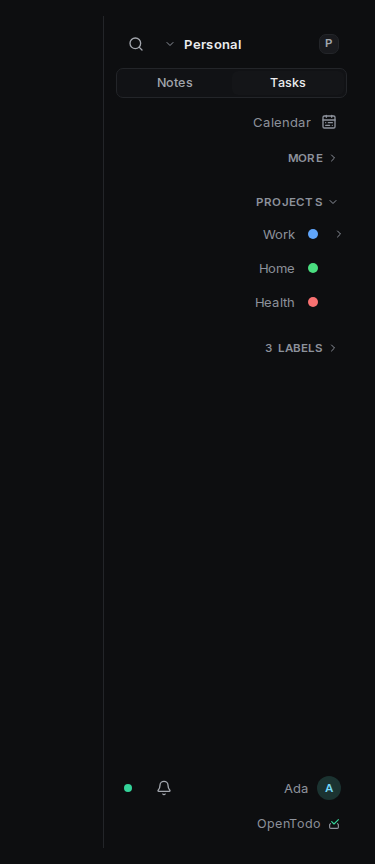 Personal P
Notes Tasks
Calendar
MORE
PROJECTS
Work
Home
Health
3 LABELS
Ada A
OpenTodo